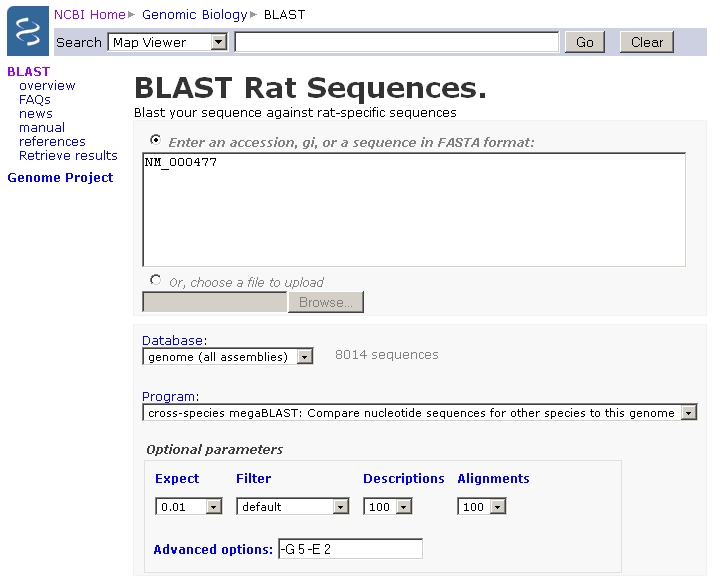 NCBI Home▶ Genomic Biology▶ BLAST
Search Map Viewer Go Clear
BLAST
overview
FAQs
news
manual
references
Retrieve results
Genome Project
BLAST Rat Sequences.
Blast your sequence against rat-specific sequences
Enter an accession, gi, or a sequence in FASTA format:
NM_000477
Or, choose a file to upload
Browse...
Database:
genome (all assemblies) 8014 sequences
Program:
cross-species megaBLAST: Compare nucleotide sequences for other species to this genome
Optional parameters
Expect Filter Descriptions Alignments
0.01 default 100 100
Advanced options: -G 5 -E 2